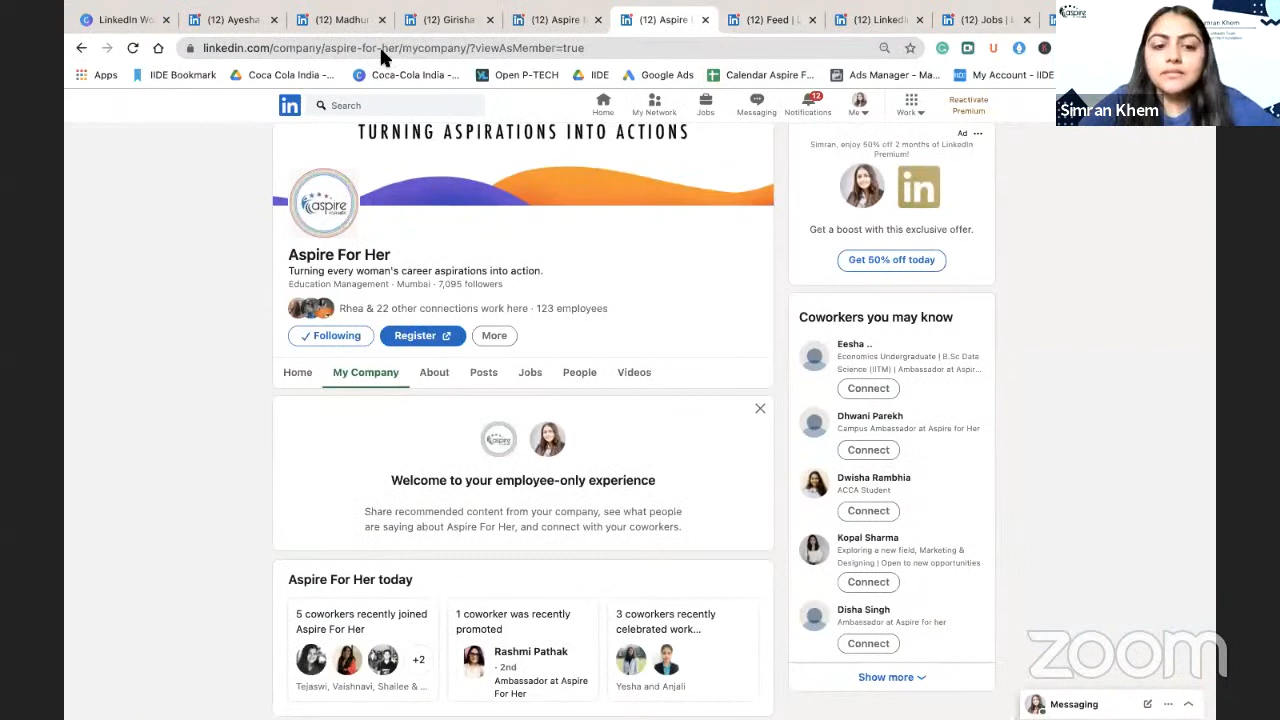 LinkedIn Wo
(12) Ayesha
(12) Madhu
(12) Girisha
(12) Aspire
(12) Aspire
(12) Feed | L
(12) LinkedIn
(12) Jobs | L
linkedin.com/company/aspire-for-her/mycompany/?viewAsMember=true
Apps
IIDE Bookmark
Coca Cola India -...
Coca-Cola India -...
Open P-TECH
IIDE
Google Ads
Calendar Aspire F...
Ads Manager - Ma...
My Account - IIDE
Simran Khem
in
Search
Home
My Network
Jobs
Messaging
12
Notifications
Me
Work
Reactivate
Premium
TURNING ASPIRATIONS INTO ACTIONS
aspire
Aspire For Her
Turning every woman's career aspirations into action.
Education Management · Mumbai · 7,095 followers
Rhea & 22 other connections work here · 123 employees
Following
Register
More
Home
My Company
About
Posts
Jobs
People
Videos
Welcome to your employee-only experience
Share recommended content from your company, see what people
are saying about Aspire For Her, and connect with your coworkers.
Aspire For Her today
5 coworkers recently joined
Aspire For Her
+2
Tejaswi, Vaishnavi, Shailee & ...
1 coworker was recently
promoted
Rashmi Pathak
· 2nd
Ambassador at Aspire
For Her
3 coworkers recently
celebrated work...
Yesha and Anjali
Ad ···
Simran, enjoy 50% off 2 months of LinkedIn
Premium!
in
Get a boost with this exclusive offer.
Get 50% off today
Coworkers you may know
Eesha ..
Economics Undergraduate | B.Sc Data
Science (IITM) | Ambassador at Aspir...
Connect
Dhwani Parekh
Campus Ambassador at Aspire for Her
Connect
Dwisha Rambhia
ACCA Student
Connect
Kopal Sharma
Exploring a new field, Marketing &
Designing | Open to new opportunities
Connect
Disha Singh
Ambassador at Aspire for her
Connect
Show more
zoom
Messaging